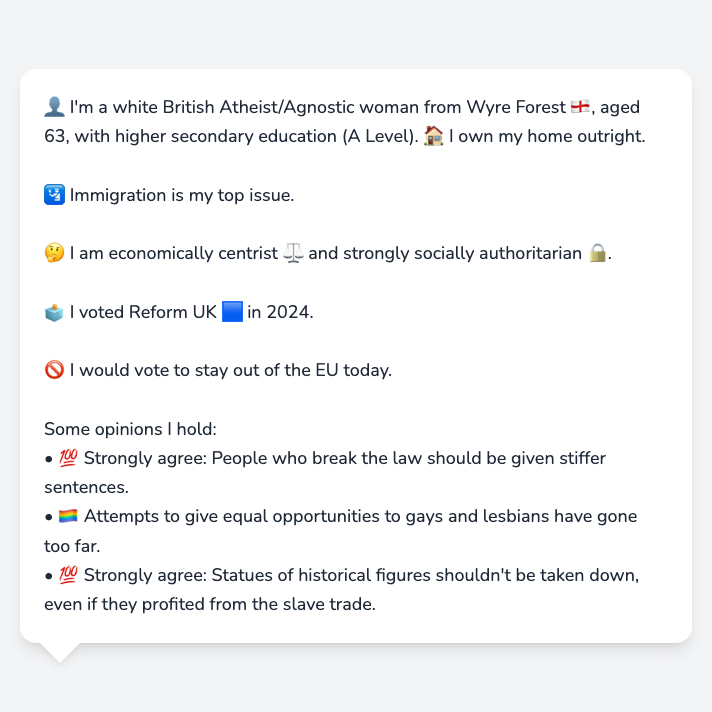 👤 I'm a white British Atheist/Agnostic woman from Wyre Forest 🏴󠁧󠁢󠁥󠁮󠁧󠁿, aged
63, with higher secondary education (A Level). 🏠 I own my home outright.
🛂 Immigration is my top issue.
🤔 I am economically centrist ⚖️ and strongly socially authoritarian 🔒.
🗳️ I voted Reform UK 🟦 in 2024.
🚫 I would vote to stay out of the EU today.
Some opinions I hold:
• 💯 Strongly agree: People who break the law should be given stiffer
sentences.
• 🏳️‍🌈 Attempts to give equal opportunities to gays and lesbians have gone
too far.
• 💯 Strongly agree: Statues of historical figures shouldn't be taken down,
even if they profited from the slave trade.